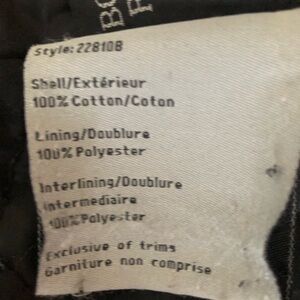 Style: 22810B
Shell/Extérieur
100% Cotton/Coton
Lining/Doublure
100% Polyester
Interlining/Doublure
intermediaire
100% Polyester
Exclusive of trims
Garniture non comprise